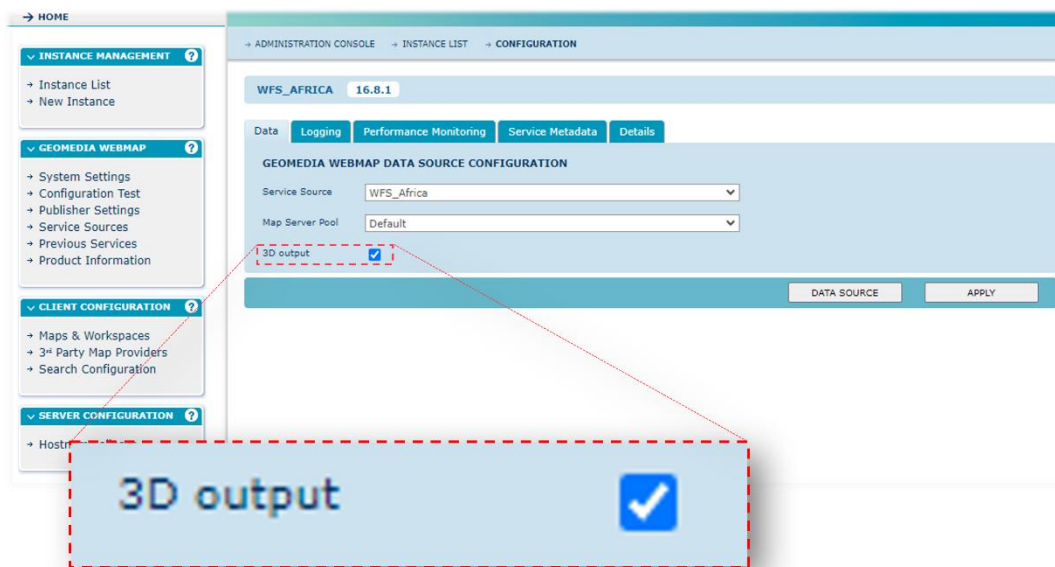 → HOME
→ ADMINISTRATION CONSOLE → INSTANCE LIST → CONFIGURATION
∨ INSTANCE MANAGEMENT ?
→ Instance List
→ New Instance
∨ GEOMEDIA WEBMAP ?
→ System Settings
→ Configuration Test
→ Publisher Settings
→ Service Sources
→ Previous Services
→ Product Information
∨ CLIENT CONFIGURATION ?
→ Maps & Workspaces
→ 3rd Party Map Providers
→ Search Configuration
∨ SERVER CONFIGURATION ?
WFS_AFRICA 16.8.1
Data Logging Performance Monitoring Service Metadata Details
GEOMEDIA WEBMAP DATA SOURCE CONFIGURATION
Service Source WFS_Africa
Map Server Pool Default
3D output
DATA SOURCE APPLY
3D output